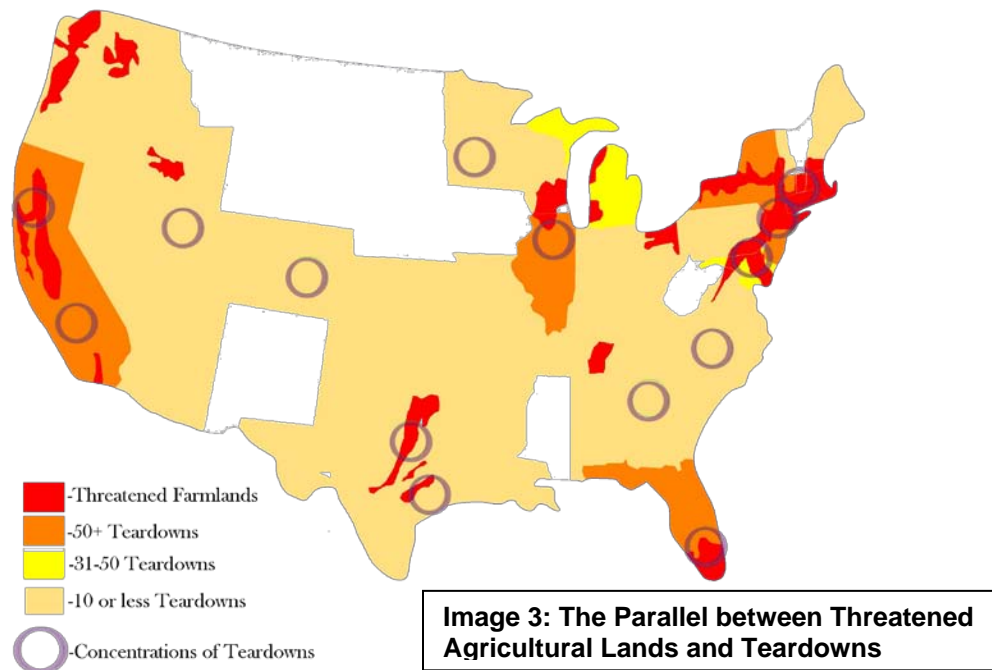 -Threatened Farmlands
-50+ Teardowns
-31-50 Teardowns
-10 or less Teardowns
-Concentrations of Teardowns
Image 3: The Parallel between Threatened
Agricultural Lands and Teardowns